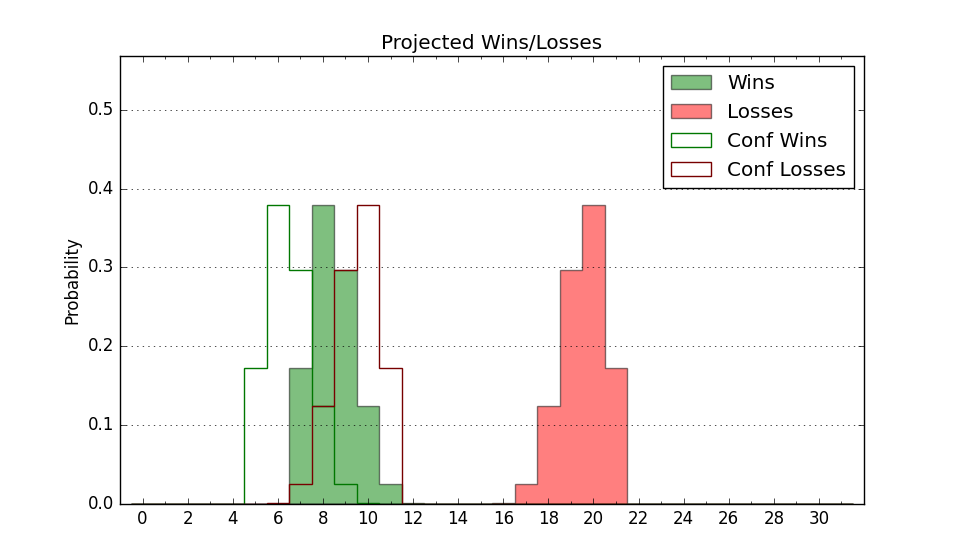 Projected Wins/Losses
Wins
Losses
Conf Wins
Conf Losses
Probability
0.5
0.4
0.3
0.2
0.1
0.0
0 2 4 6 8 10 12 14 16 18 20 22 24 26 28 30